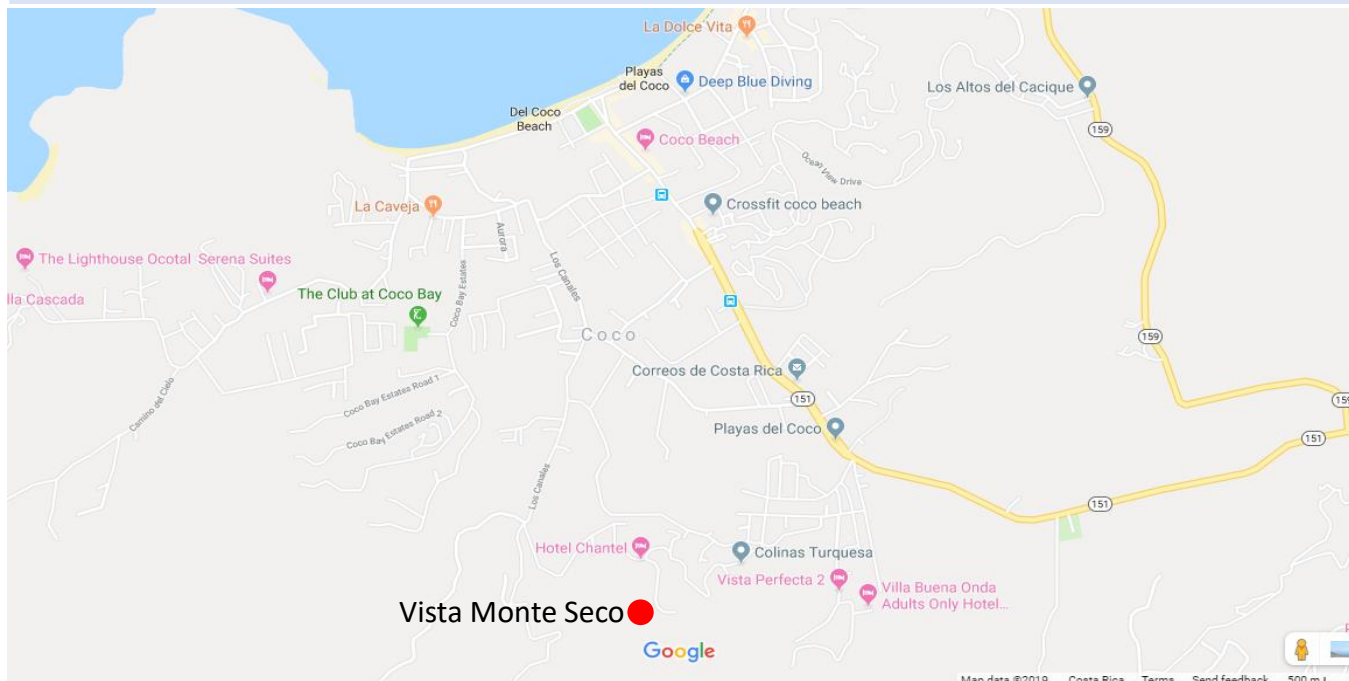 La Dolce Vita
Playas
del Coco
Deep Blue Diving
Los Altos del Cacique
Del Coco
Beach
159
Coco Beach
Ocean View Drive
La Caveja
Crossfit coco beach
Aurora
The Lighthouse Ocotal
Serena Suites
Los Canales
Coco Bay Estates
lla Cascada
The Club at Coco Bay
Coco
159
Correos de Costa Rica
Camino del Cielo
Coco Bay Estates Road 1
151
159
Coco Bay Estates Road 2
Playas del Coco
151
Los Canales
151
Hotel Chantel
Colinas Turquesa
Vista Perfecta 2
Villa Buena Onda
Adults Only Hotel...
Vista Monte Seco
Google
Map data ©2019 Costa Rica Terms Send feedback 500 m